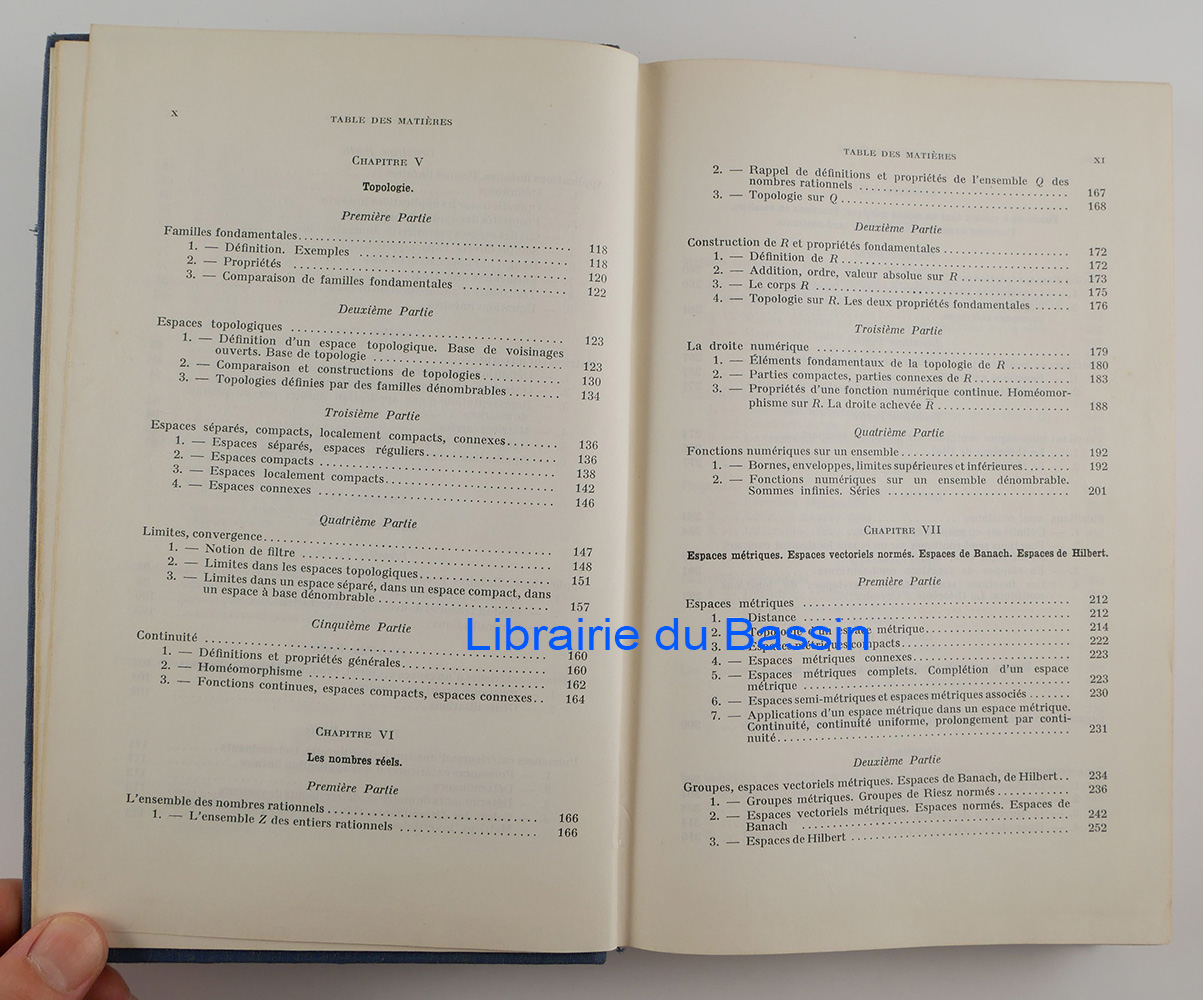 X
TABLE DES MATIÈRES
CHAPITRE V
Topologie.
Première Partie
Familles fondamentales 118
1. — Définition. Exemples 118
2. — Propriétés 120
3. — Comparaison de familles fondamentales 122
Deuxième Partie
Espaces topologiques 123
1. — Définition d'un espace topologique. Base de voisinages
ouverts. Base de topologie 123
2. — Comparaison et constructions de topologies 130
3. — Topologies définies par des familles dénombrables 134
Troisième Partie
Espaces séparés, compacts, localement compacts, connexes 136
1. — Espaces séparés, espaces réguliers 136
2. — Espaces compacts 138
3. — Espaces localement compacts 142
4. — Espaces connexes 146
Quatrième Partie
Limites, convergence 147
1. — Notion de filtre 148
2. — Limites dans les espaces topologiques 151
3. — Limites dans un espace séparé, dans un espace compact, dans
un espace à base dénombrable 157
Cinquième Partie
Continuité 160
1. — Définitions et propriétés générales 160
2. — Homéomorphisme 162
3. — Fonctions continues, espaces compacts, espaces connexes 164
CHAPITRE VI
Les nombres réels.
Première Partie
L'ensemble des nombres rationnels 166
1. — L'ensemble Z des entiers rationnels 166
TABLE DES MATIÈRES
XI
2. — Rappel de définitions et propriétés de l'ensemble Q des
nombres rationnels 167
3. — Topologie sur Q 168
Deuxième Partie
Construction de R et propriétés fondamentales 172
1. — Définition de R 172
2. — Addition, ordre, valeur absolue sur R 173
3. — Le corps R 175
4. — Topologie sur R. Les deux propriétés fondamentales 176
Troisième Partie
La droite numérique 179
1. — Éléments fondamentaux de la topologie de R 180
2. — Parties compactes, parties connexes de R 183
3. — Propriétés d'une fonction numérique continue. Homéomor-
phisme sur R. La droite achevée R̄ 188
Quatrième Partie
Fonctions numériques sur un ensemble 192
1. — Bornes, enveloppes, limites supérieures et inférieures 192
2. — Fonctions numériques sur un ensemble dénombrable.
Sommes infinies. Séries 201
CHAPITRE VII
Espaces métriques. Espaces vectoriels normés. Espaces de Banach. Espaces de Hilbert.
Première Partie
Espaces métriques 212
1. — Distance 212
2. — Topologie d'un espace métrique 214
3. — Espaces métriques compacts 222
4. — Espaces métriques connexes 223
5. — Espaces métriques complets. Complétion d'un espace
métrique 223
6. — Espaces semi-métriques et espaces métriques associés 230
7. — Applications d'un espace métrique dans un espace métrique.
Continuité, continuité uniforme, prolongement par conti-
nuité 231
Deuxième Partie
Groupes, espaces vectoriels métriques. Espaces de Banach, de Hilbert 234
1. — Groupes métriques. Groupes de Riesz normés 236
2. — Espaces vectoriels métriques. Espaces normés. Espaces de
Banach 242
3. — Espaces de Hilbert 252
Librairie du Bassin